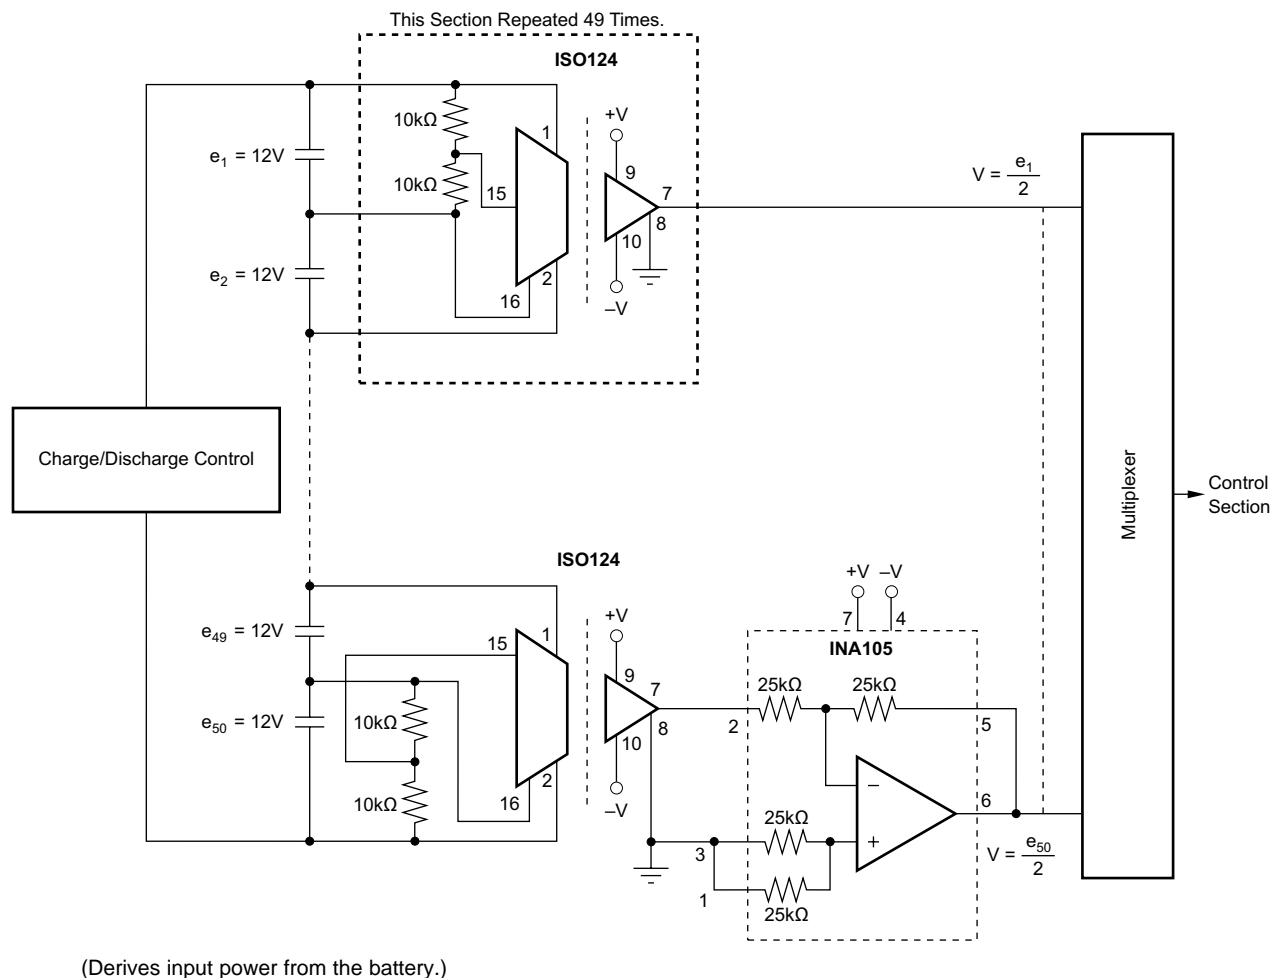 This Section Repeated 49 Times.
ISO124
+V
10kΩ
1
e₁ = 12V
9
V = e₁/2
10kΩ
15
7
8
10
2
e₂ = 12V
16
–V
Charge/Discharge Control
Multiplexer
Control
Section
ISO124
+V –V
+V
7 4
1
INA105
e₄₉ = 12V
15
9
25kΩ 25kΩ
7
e₅₀ = 12V
10kΩ
2
5
8
10
2
–
6
10kΩ
16
–V
25kΩ
+
3
V = e₅₀/2
1
25kΩ
(Derives input power from the battery.)